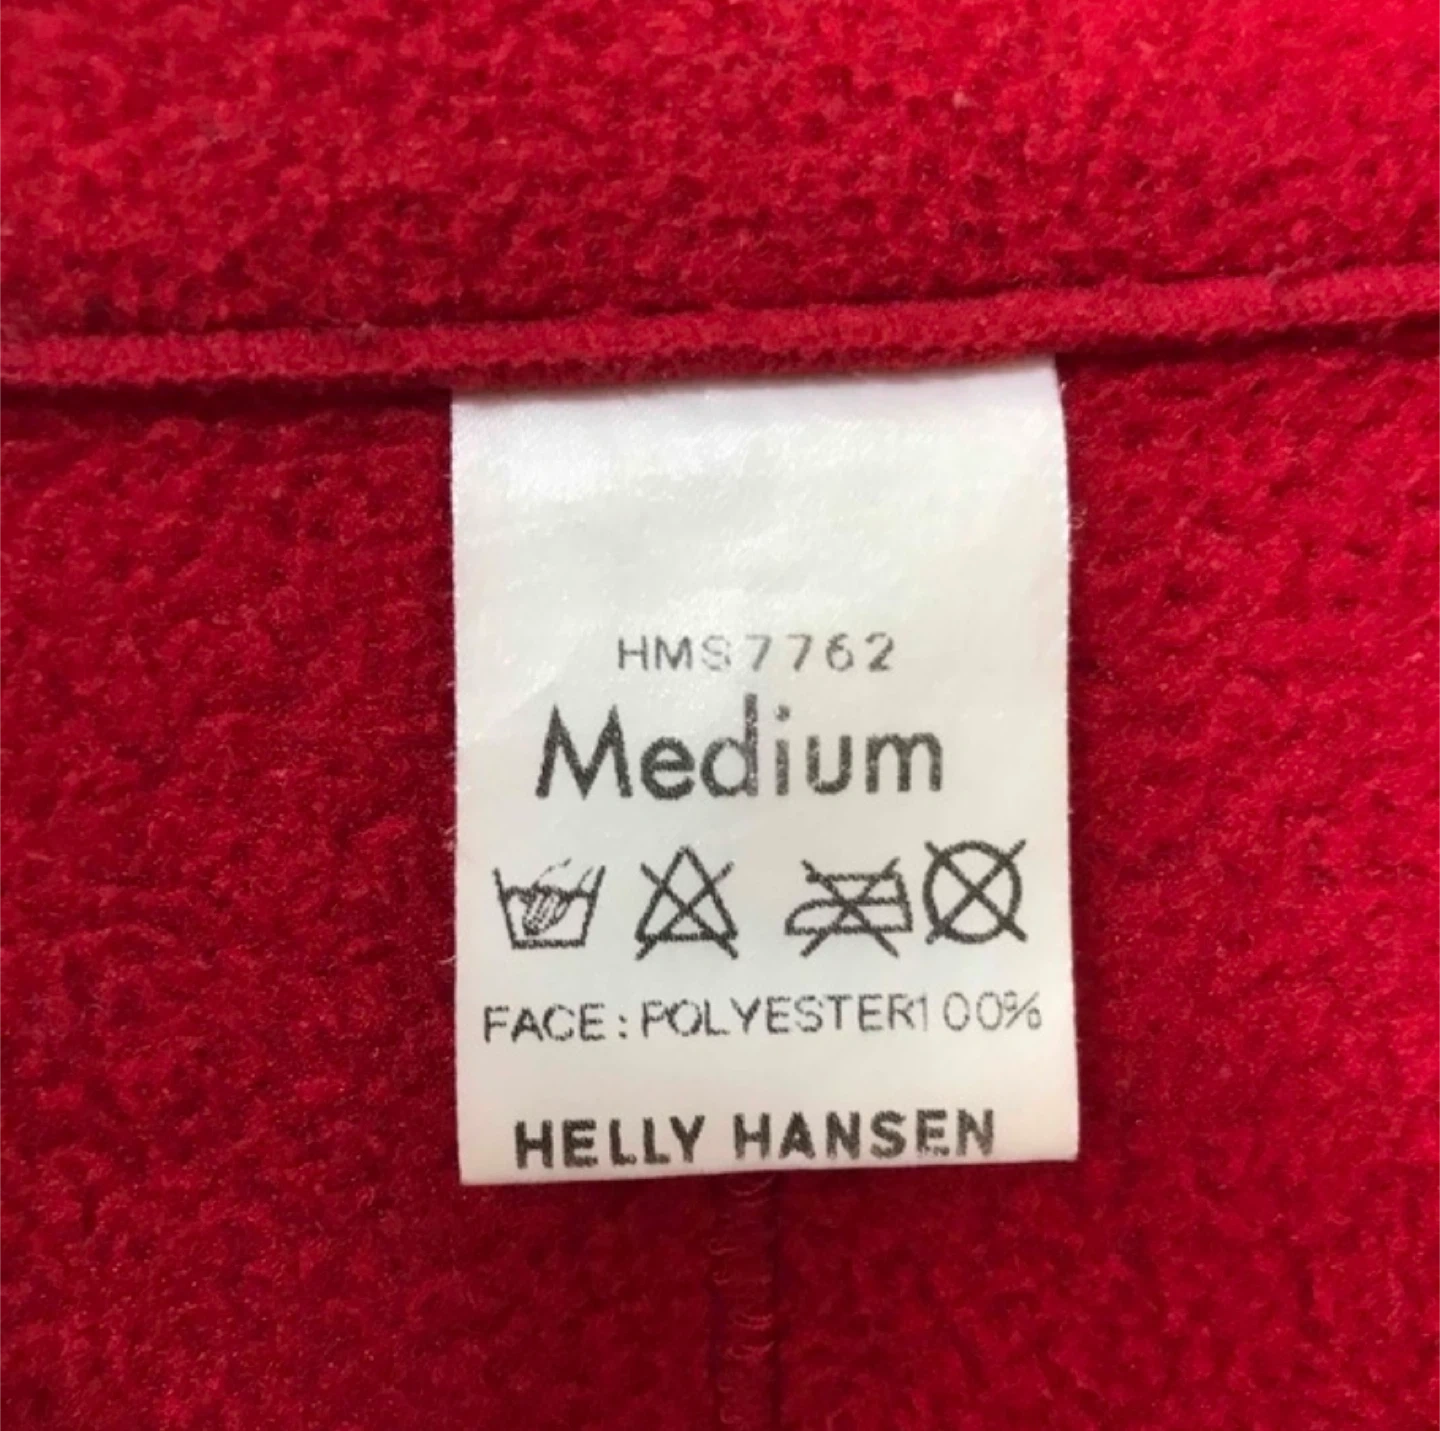 HMS7762
Medium
FACE:POLYESTER100%
HELLY HANSEN